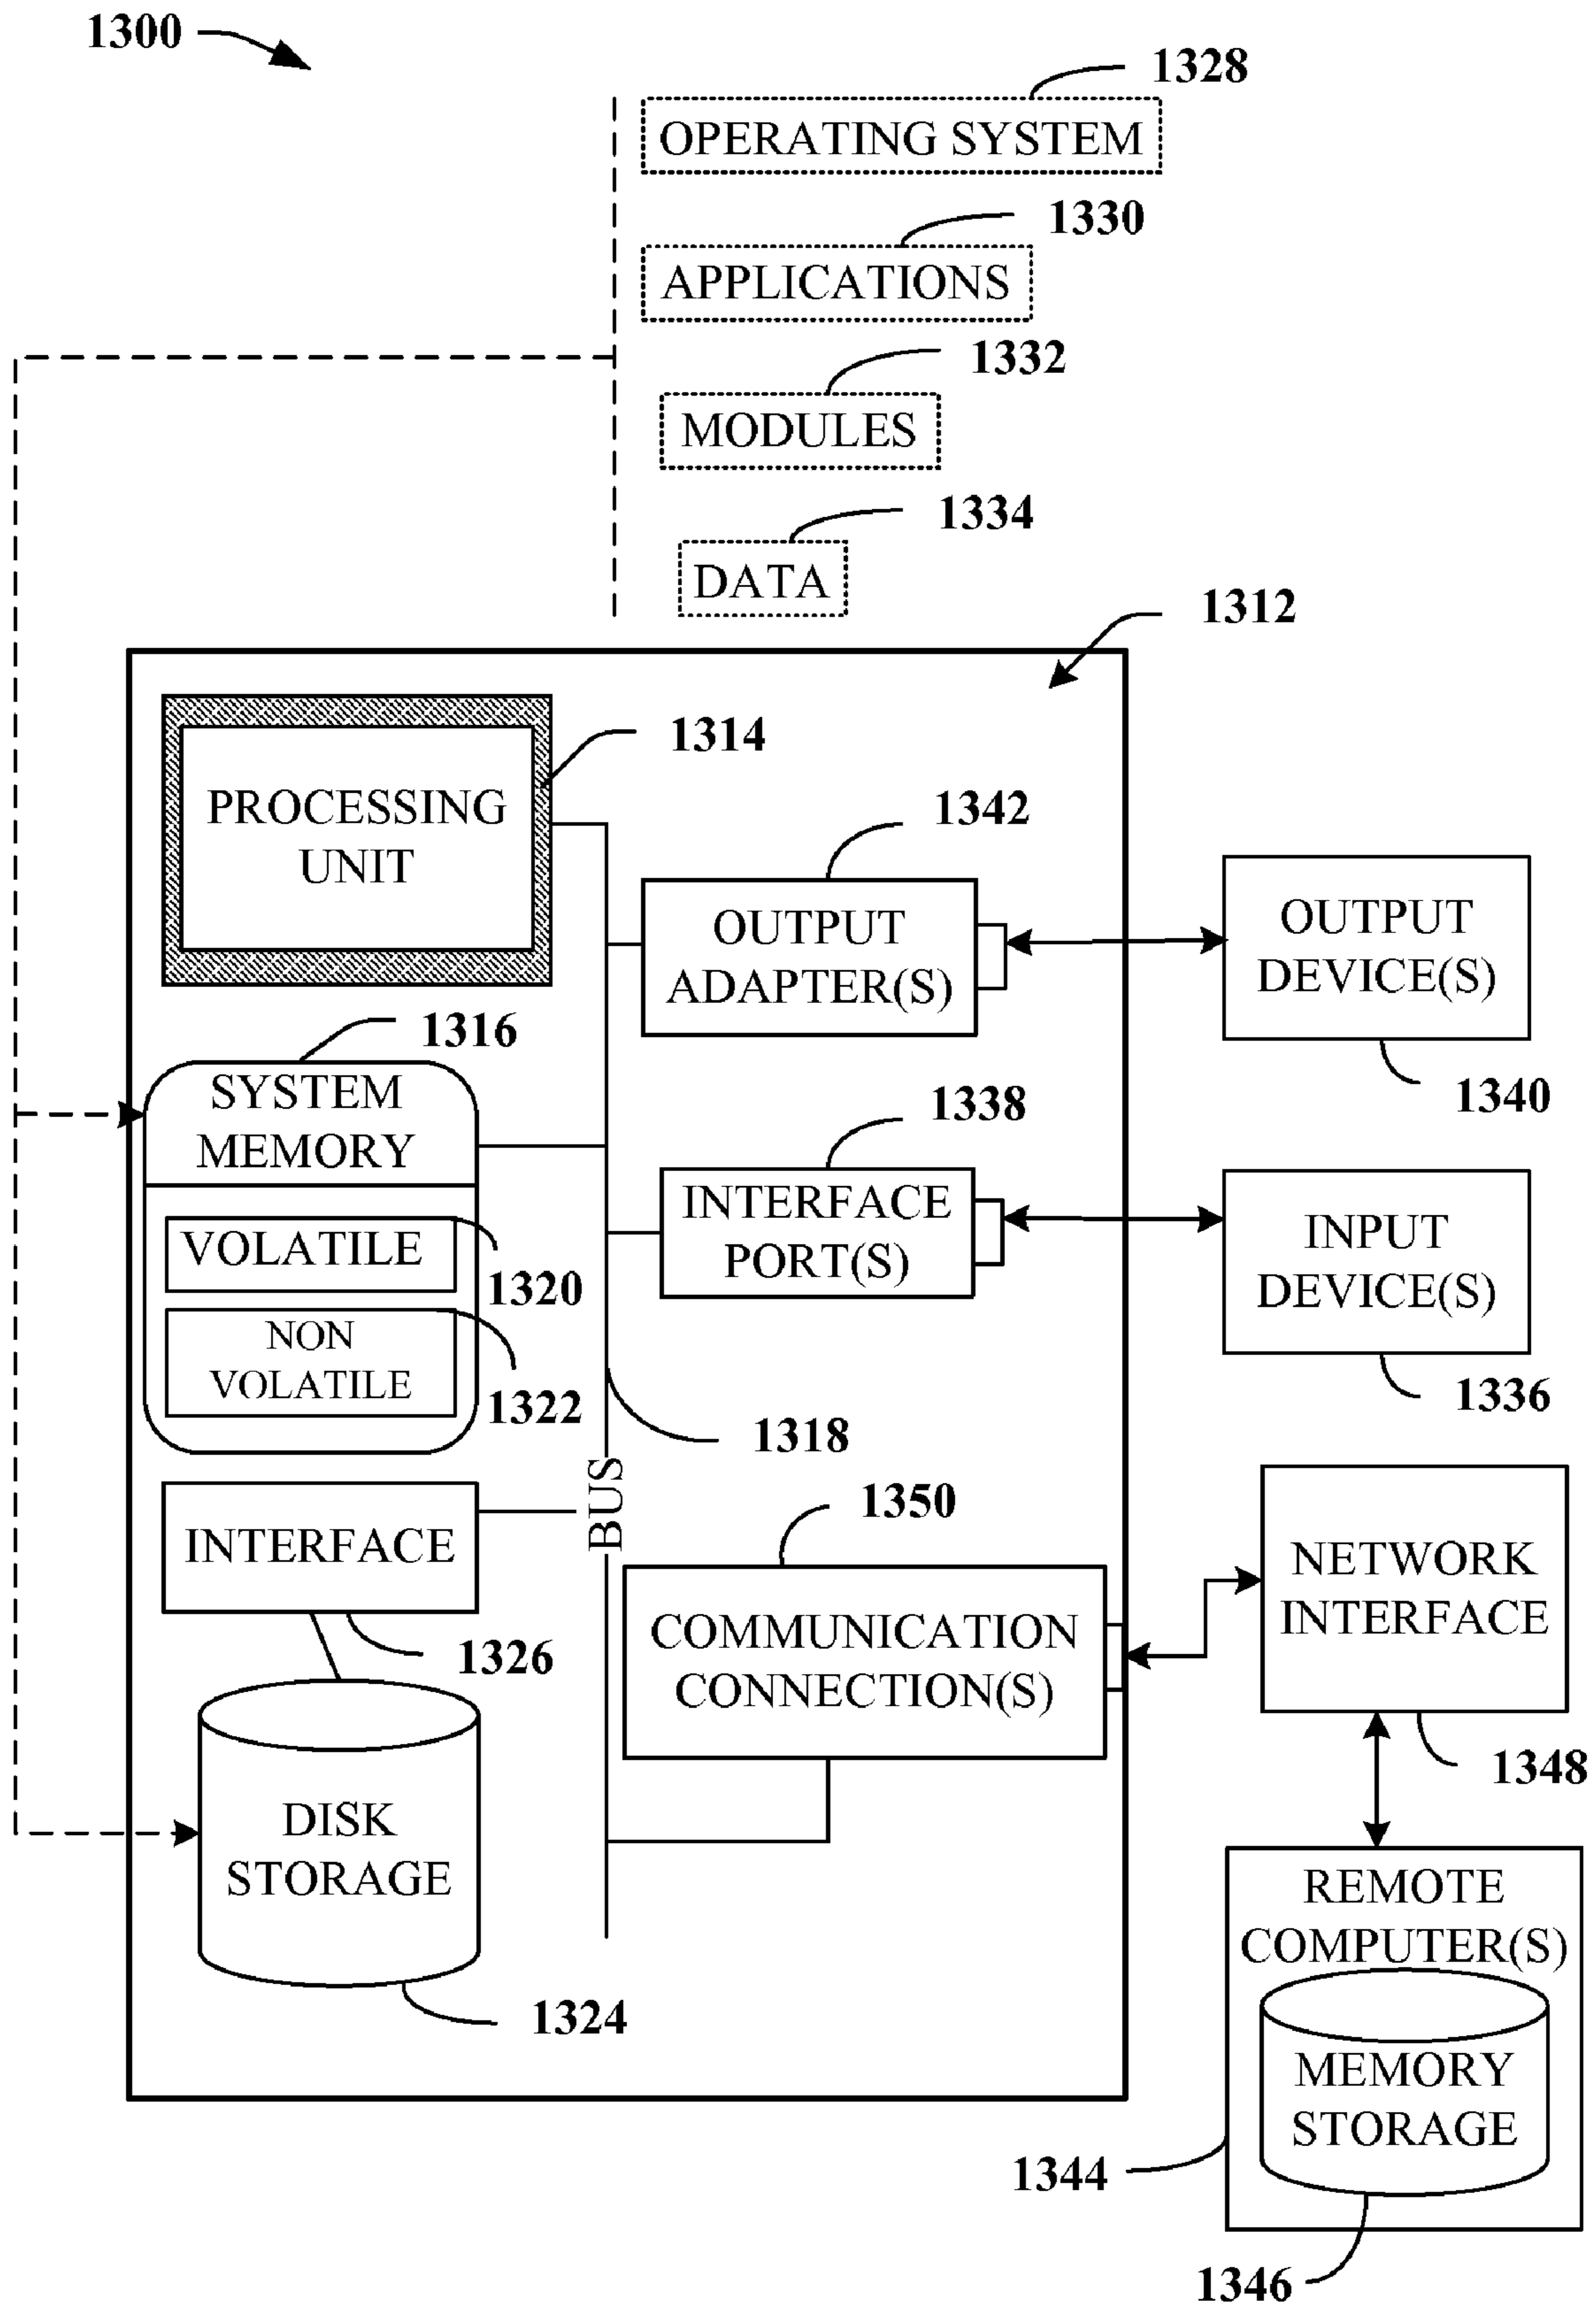 1300
1328
OPERATING SYSTEM
1330
APPLICATIONS
1332
MODULES
1334
DATA
1312
1314
PROCESSING
UNIT
1342
OUTPUT
ADAPTER(S)
OUTPUT
DEVICE(S)
1340
1316
SYSTEM
MEMORY
VOLATILE
1320
NON
VOLATILE
1322
1338
INTERFACE
PORT(S)
INPUT
DEVICE(S)
1336
1318
BUS
INTERFACE
1326
1350
COMMUNICATION
CONNECTION(S)
NETWORK
INTERFACE
1348
DISK
STORAGE
1324
REMOTE
COMPUTER(S)
MEMORY
STORAGE
1344
1346